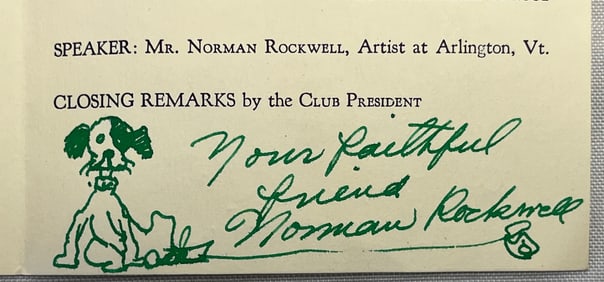 SPEAKER: MR. NORMAN ROCKWELL, Artist at Arlington, Vt.
CLOSING REMARKS by the CLUB PRESIDENT
Your faithful
friend
Norman Rockwell